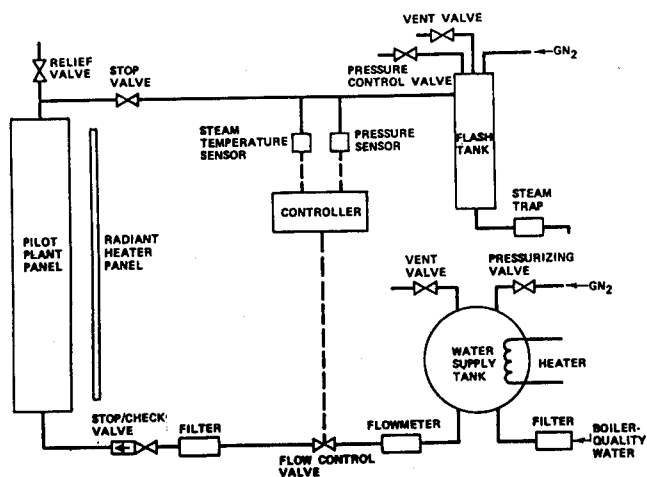 VENT VALVE
RELIEF
VALVE
STOP
VALVE
PRESSURE
CONTROL VALVE
GN2
STEAM
TEMPERATURE
SENSOR
PRESSURE
SENSOR
FLASH
TANK
STEAM
TRAP
CONTROLLER
PILOT
PLANT
PANEL
RADIANT
HEATER
PANEL
VENT
VALVE
PRESSURIZING
VALVE
GN2
WATER
SUPPLY
TANK
HEATER
STOP/CHECK
VALVE
FILTER
FLOW CONTROL
VALVE
FLOWMETER
FILTER
BOILER-
QUALITY
WATER